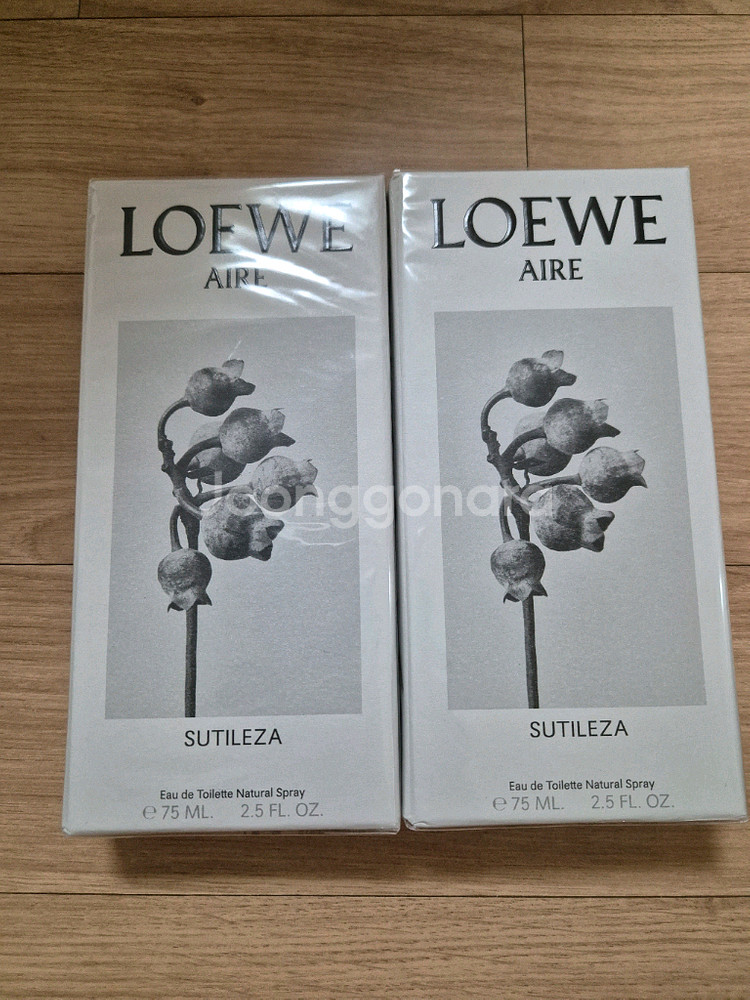 LOEWE
AIRE
SUTILEZA
Eau de Toilette Natural Spray
℮ 75 ML. 2.5 FL. OZ.
LOEWE
AIRE
SUTILEZA
Eau de Toilette Natural Spray
℮ 75 ML. 2.5 FL. OZ.
Joonggonara